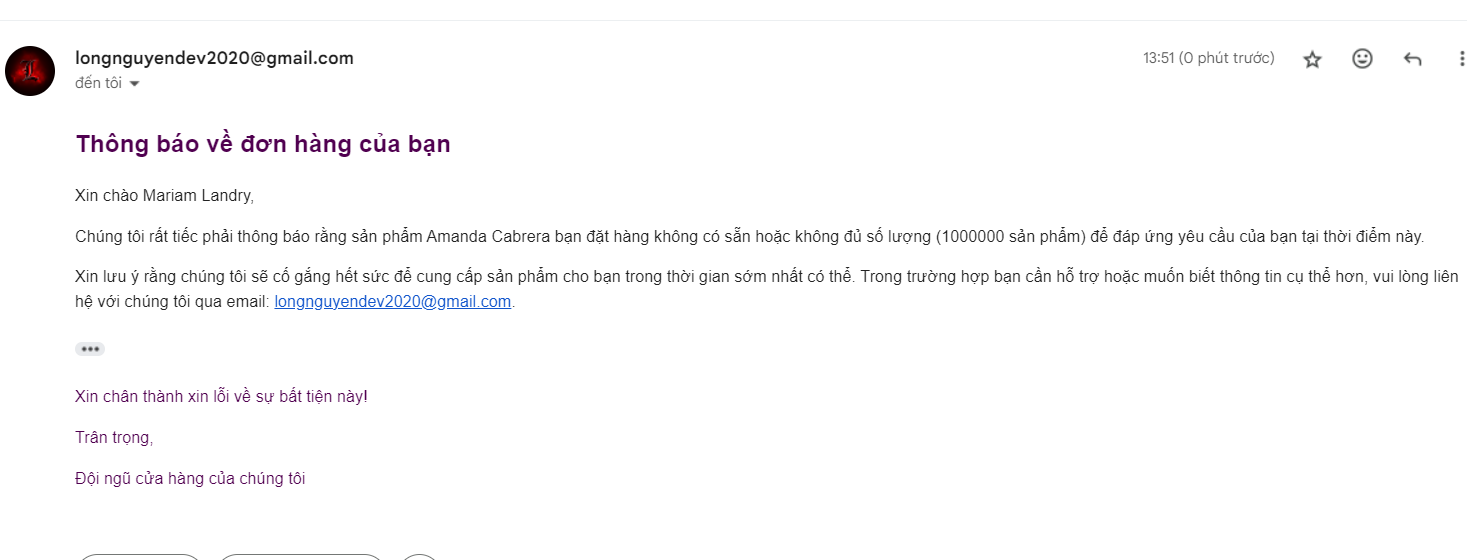 longnguyendev2020@gmail.com
13:51 (0 phút trước)
đến tôi
Thông báo về đơn hàng của bạn
Xin chào Mariam Landry,
Chúng tôi rất tiếc phải thông báo rằng sản phẩm Amanda Cabrera bạn đặt hàng không có sẵn hoặc không đủ số lượng (1000000 sản phẩm) để đáp ứng yêu cầu của bạn tại thời điểm này.
Xin lưu ý rằng chúng tôi sẽ cố gắng hết sức để cung cấp sản phẩm cho bạn trong thời gian sớm nhất có thể. Trong trường hợp bạn cần hỗ trợ hoặc muốn biết thông tin cụ thể hơn, vui lòng liên
hệ với chúng tôi qua email: longnguyendev2020@gmail.com.
Xin chân thành xin lỗi về sự bất tiện này!
Trân trọng,
Đội ngũ cửa hàng của chúng tôi